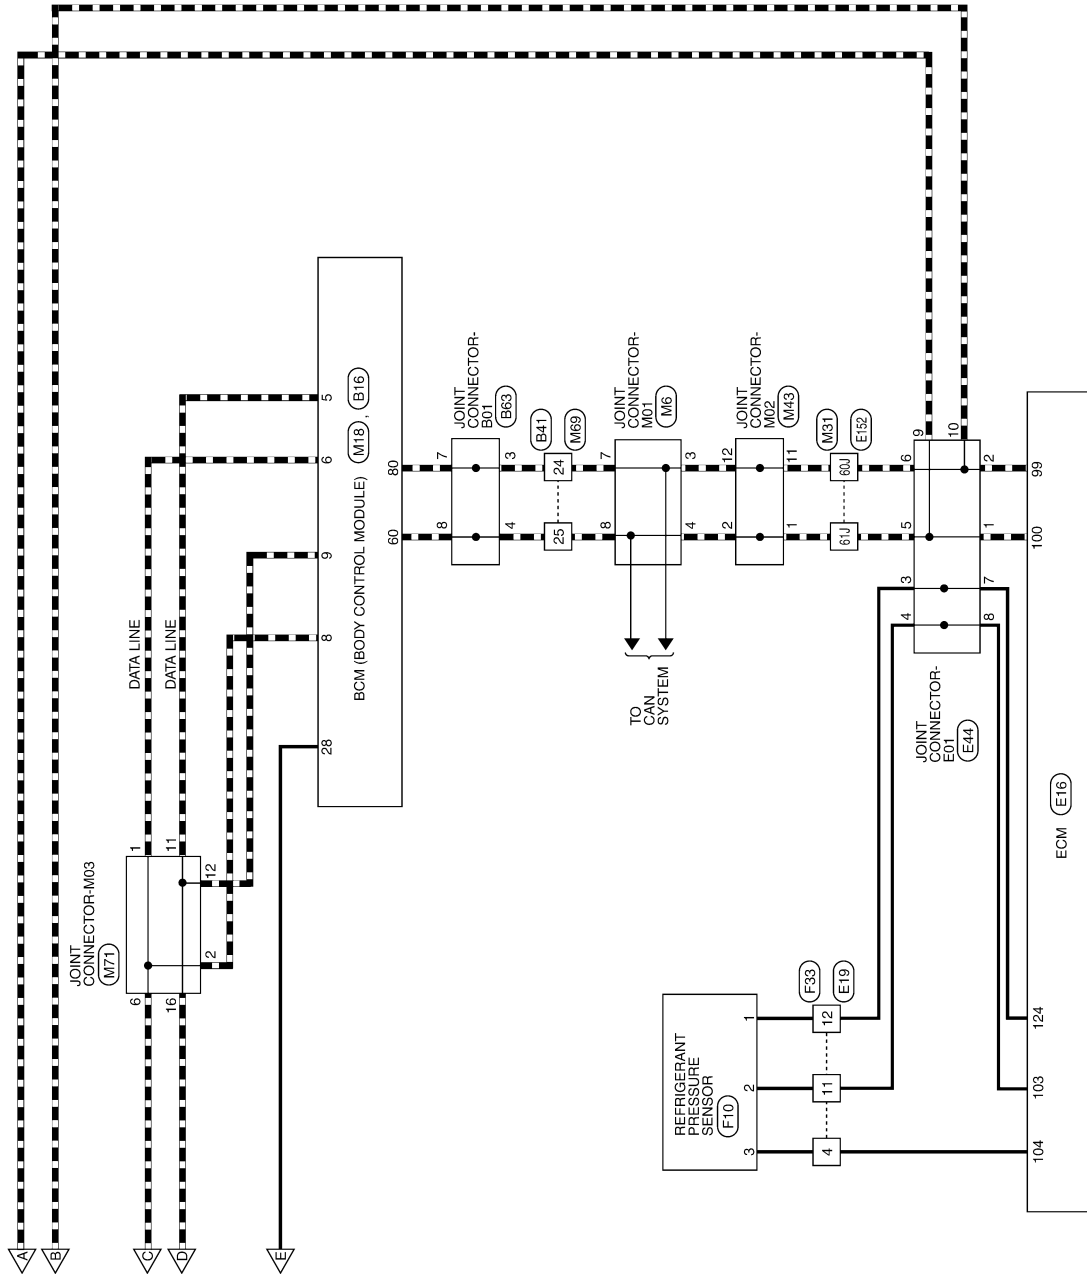 A
B
C
D
E
JOINT
CONNECTOR-M03
M71
6
16
1
11
2
12
DATA LINE
DATA LINE
28
8
9
6
5
BCM (BODY CONTROL MODULE)
M18 , B16
60
80
8
7
JOINT
CONNECTOR-
B01
B63
4
3
25
24
B41
M69
8
7
JOINT
CONNECTOR-
M01
M6
TO
CAN
SYSTEM
4
3
2
12
JOINT
CONNECTOR-
M02
M43
1
11
61J
60J
M31
E152
4
3
5
6
9
10
JOINT
CONNECTOR-
E01
E44
8
7
1
2
REFRIGERANT
PRESSURE
SENSOR
F10
3
2
1
4
11
12
F33
E19
104
103
124
100
99
ECM
E16